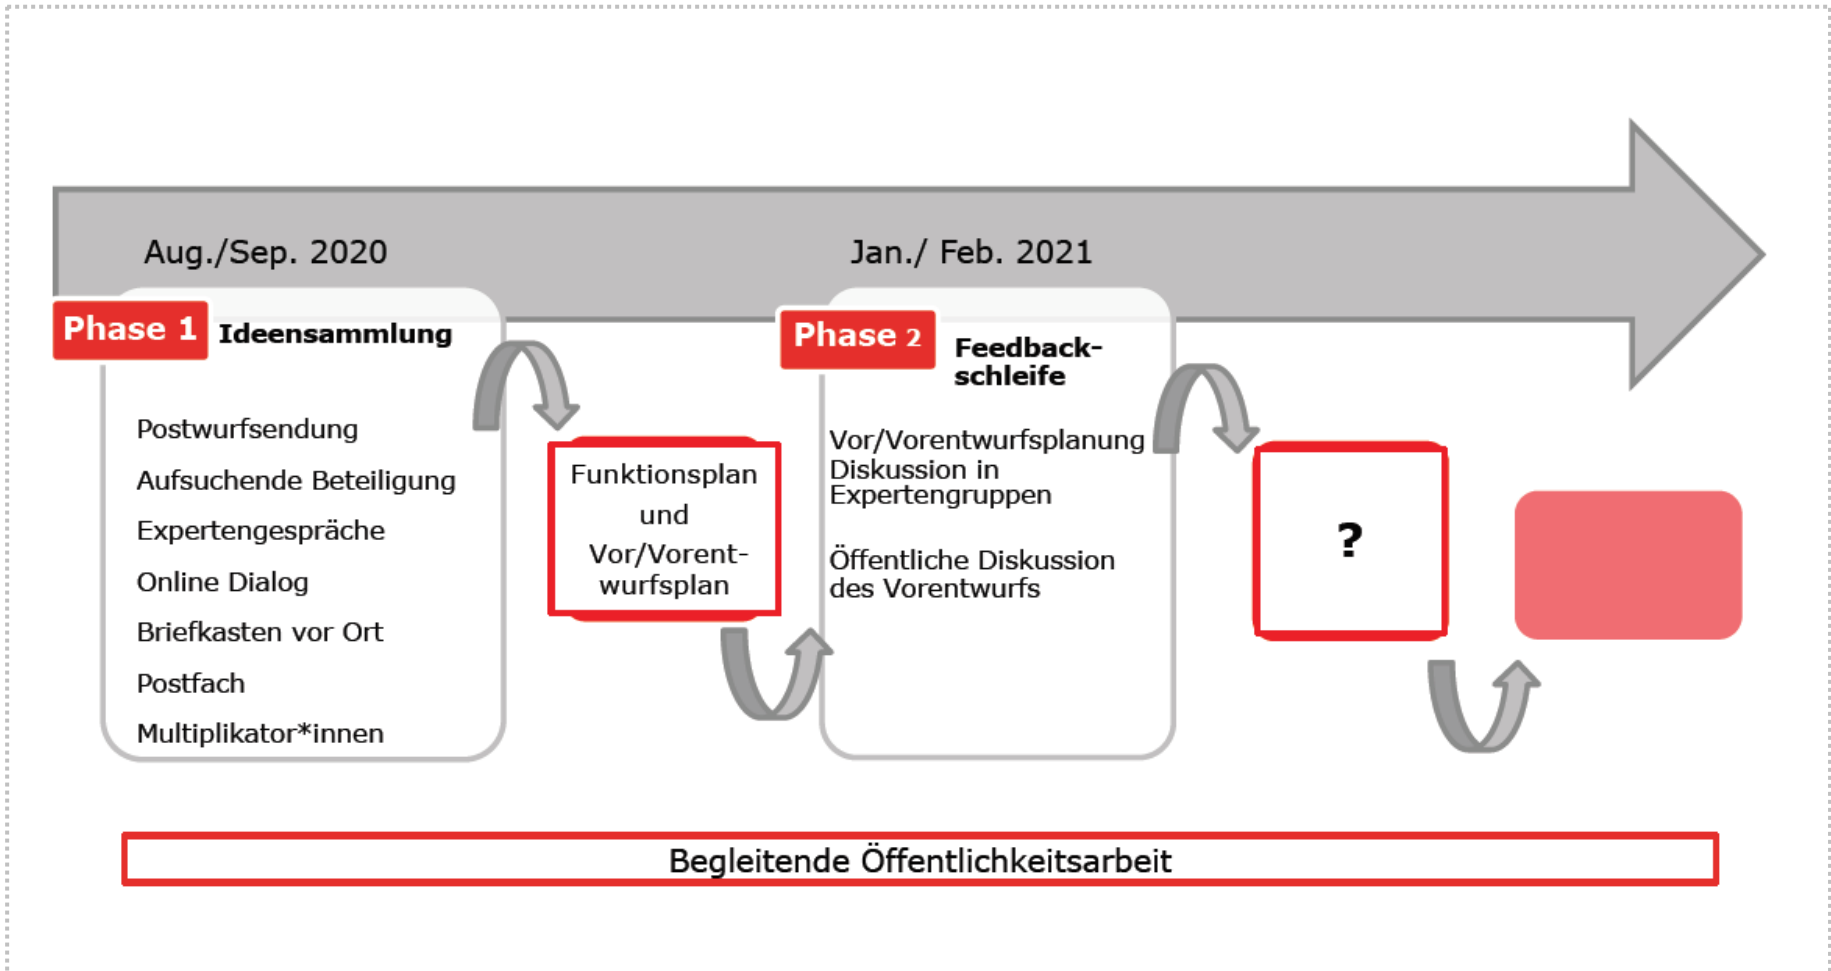 Aug./Sep. 2020
Jan./ Feb. 2021
Phase 1
Ideensammlung
Postwurfsendung
Aufsuchende Beteiligung
Expertengespräche
Online Dialog
Briefkasten vor Ort
Postfach
Multiplikator*innen
Funktionsplan
und
Vor/Vorent-
wurfsplan
Phase 2
Feedback-
schleife
Vor/Vorentwurfsplanung
Diskussion in
Expertengruppen
Öffentliche Diskussion
des Vorentwurfs
?
Begleitende Öffentlichkeitsarbeit